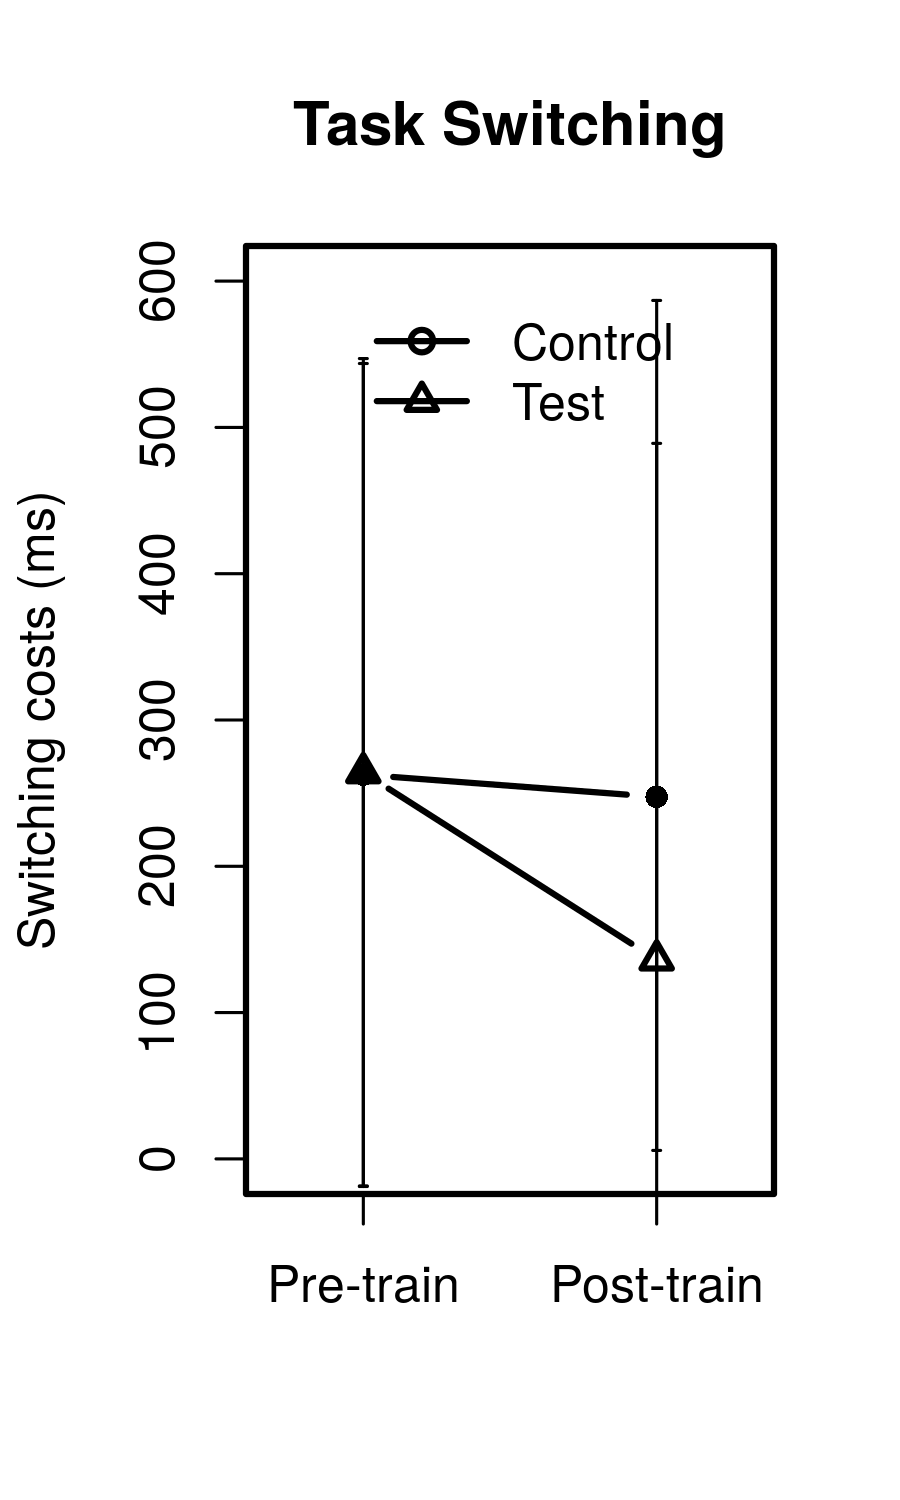 Task Switching
Switching costs (ms)
600
500
400
300
200
100
0
Control
Test
Pre-train
Post-train